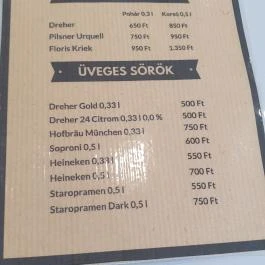 Pohár 0,3 l Korsó 0,5 l
Dreher 650 Ft 850 Ft
Pilsner Urquell 750 Ft 950 Ft
Floris Kriek 950 Ft 1.350 Ft
· ÜVEGES SÖRÖK ·
Dreher Gold 0,33 l 500 Ft
Dreher 24 Citrom 0,33 l 0,0 % 500 Ft
Hofbräu München 0,33 l 750 Ft
Soproni 0,5 l 600 Ft
Heineken 0,33 l 550 Ft
Heineken 0,5 l 700 Ft
Staropramen 0,5 l 550 Ft
Staropramen Dark 0,5 l 750 Ft